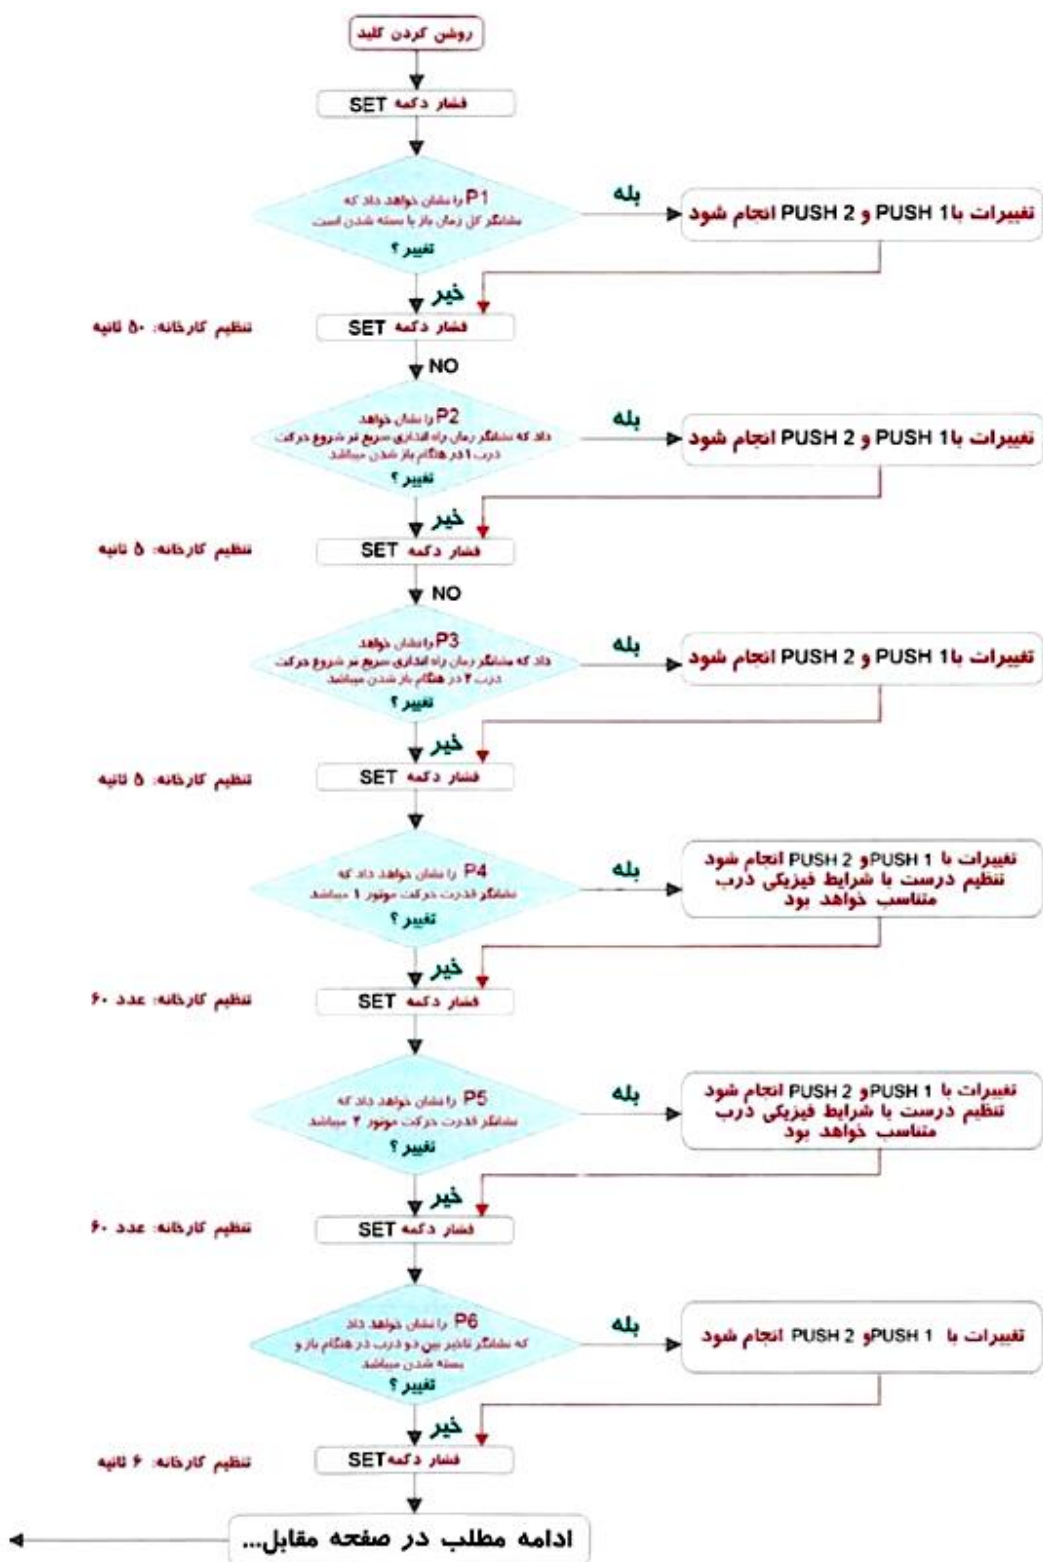 روشن کردن کلید
فشار دکمه SET
P1 را نشان خواهد داد که
نشانگر کل زمان باز یا بسته شدن است
تغییر ؟
بله
تغییرات با PUSH 1 و PUSH 2 انجام شود
خیر
فشار دکمه SET
تنظیم کارخانه: ۵۰ ثانیه
NO
P2 را نشان خواهد
داد که نشانگر زمان راه اندازی سریع تر شروع حرکت
درب ۱ در هنگام باز شدن میباشد
تغییر ؟
بله
تغییرات با PUSH 1 و PUSH 2 انجام شود
خیر
فشار دکمه SET
تنظیم کارخانه: ۵ ثانیه
NO
P3 را نشان خواهد
داد که نشانگر زمان راه اندازی سریع تر شروع حرکت
درب ۲ در هنگام باز شدن میباشد
تغییر ؟
بله
تغییرات با PUSH 1 و PUSH 2 انجام شود
خیر
فشار دکمه SET
تنظیم کارخانه: ۵ ثانیه
P4 را نشان خواهد داد که
نشانگر قدرت حرکت موتور ۱ میباشد
تغییر ؟
بله
تغییرات با PUSH 1 و PUSH 2 انجام شود
تنظیم درست با شرایط فیزیکی درب
متناسب خواهد بود
خیر
فشار دکمه SET
تنظیم کارخانه: عدد ۶۰
P5 را نشان خواهد داد که
نشانگر قدرت حرکت موتور ۲ میباشد
تغییر ؟
بله
تغییرات با PUSH 1 و PUSH 2 انجام شود
تنظیم درست با شرایط فیزیکی درب
متناسب خواهد بود
خیر
فشار دکمه SET
تنظیم کارخانه: عدد ۶۰
P6 را نشان خواهد داد
که نشانگر تاخیر بین دو درب در هنگام باز و
بسته شدن میباشد
تغییر ؟
بله
تغییرات با PUSH 1 و PUSH 2 انجام شود
خیر
فشار دکمه SET
تنظیم کارخانه: ۶ ثانیه
ادامه مطلب در صفحه مقابل...